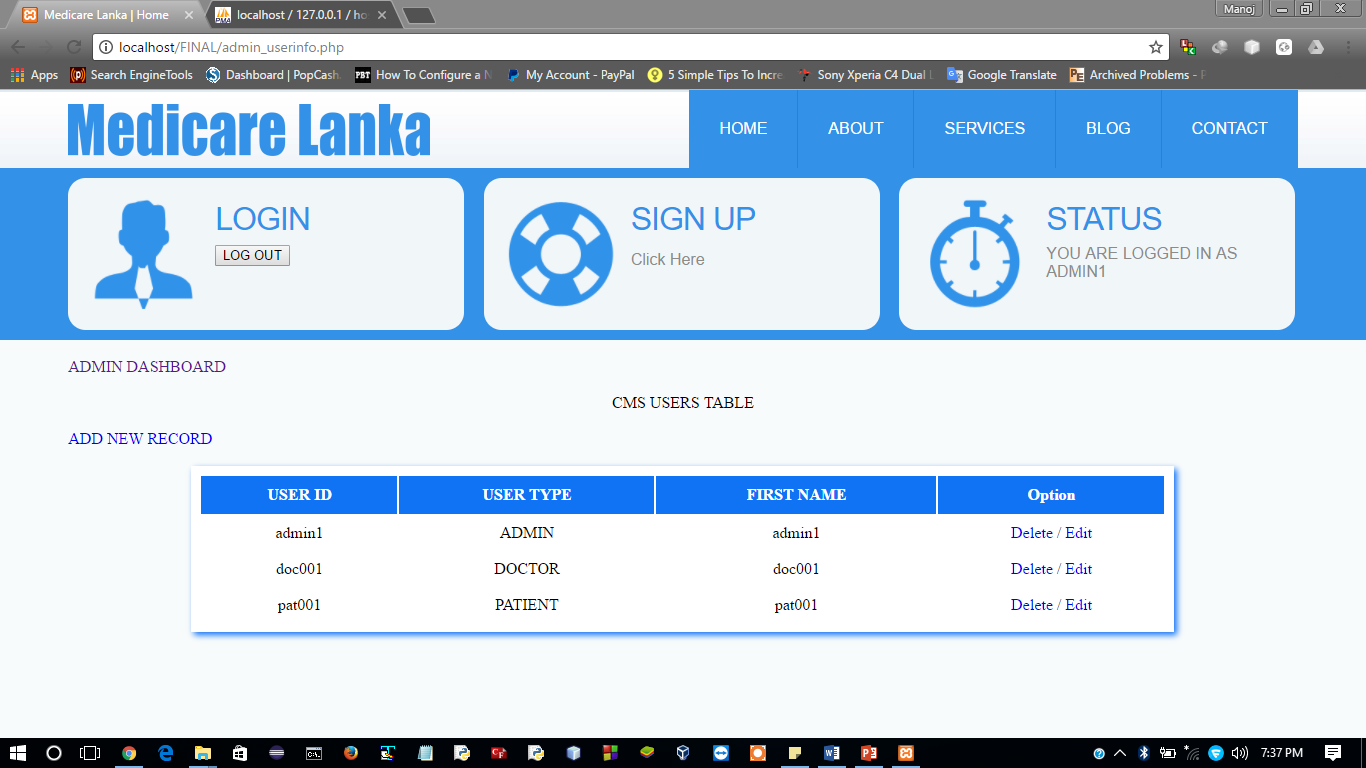 Medicare Lanka | Home
localhost / 127.0.0.1 / ho
Manoj
localhost/FINAL/admin_userinfo.php
Apps
Search EngineTools
Dashboard | PopCash
PBT
How To Configure a N
My Account - PayPal
5 Simple Tips To Incre
Sony Xperia C4 Dual
Google Translate
PE
Archived Problems - P
Medicare Lanka
HOME
ABOUT
SERVICES
BLOG
CONTACT
LOGIN
LOG OUT
SIGN UP
Click Here
STATUS
YOU ARE LOGGED IN AS
ADMIN1
ADMIN DASHBOARD
CMS USERS TABLE
ADD NEW RECORD
USER ID USER TYPE FIRST NAME Option
admin1 ADMIN admin1 Delete / Edit
doc001 DOCTOR doc001 Delete / Edit
pat001 PATIENT pat001 Delete / Edit
7:37 PM